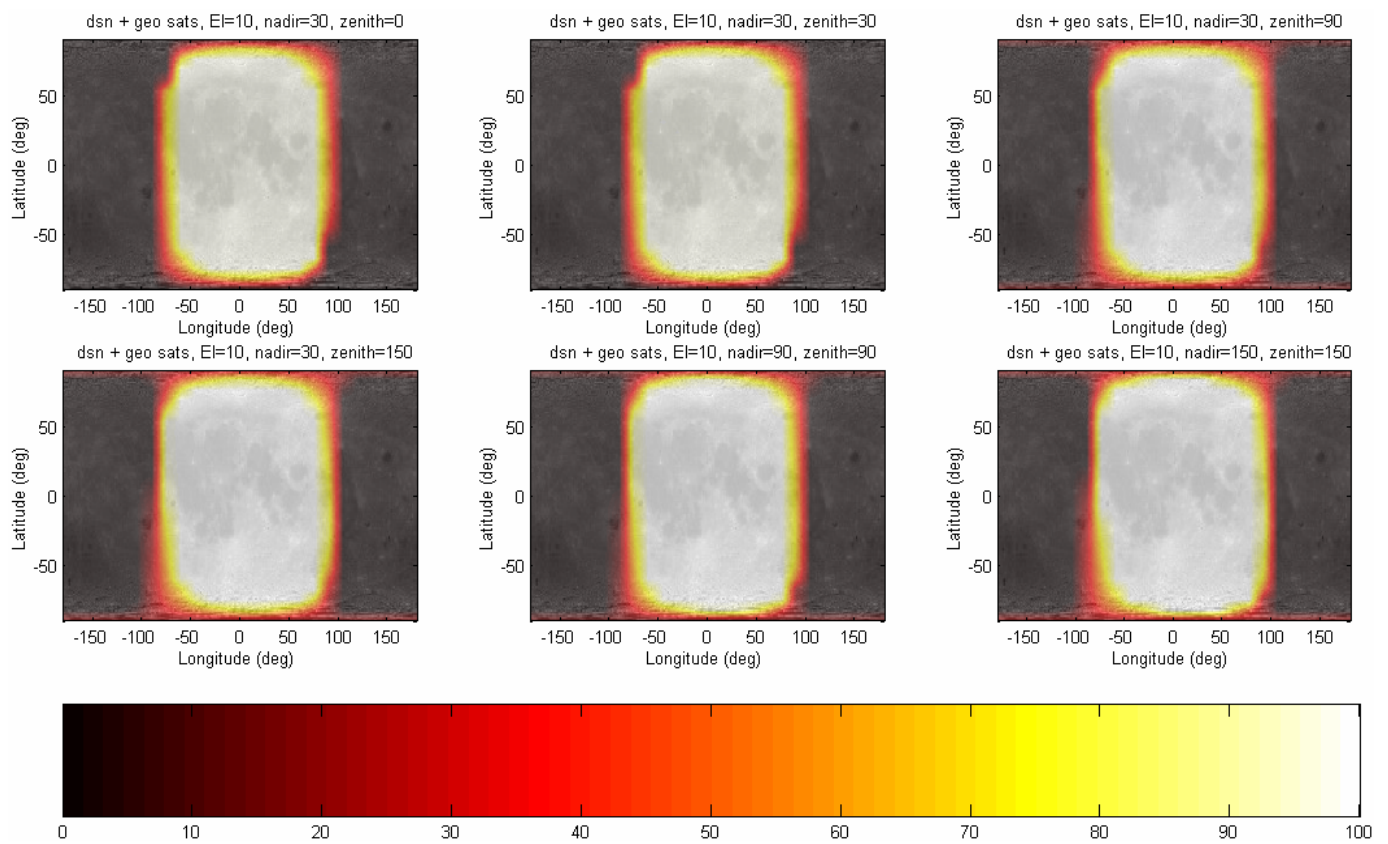 dsn + geo sats, El=10, nadir=30, zenith=0
dsn + geo sats, El=10, nadir=30, zenith=30
dsn + geo sats, El=10, nadir=30, zenith=90
Latitude (deg)
50
0
-50
-150 -100 -50 0 50 100 150
Longitude (deg)
Latitude (deg)
50
0
-50
-150 -100 -50 0 50 100 150
Longitude (deg)
Latitude (deg)
50
0
-50
-150 -100 -50 0 50 100 150
Longitude (deg)
dsn + geo sats, El=10, nadir=30, zenith=150
dsn + geo sats, El=10, nadir=90, zenith=90
dsn + geo sats, El=10, nadir=150, zenith=150
Latitude (deg)
50
0
-50
-150 -100 -50 0 50 100 150
Longitude (deg)
Latitude (deg)
50
0
-50
-150 -100 -50 0 50 100 150
Longitude (deg)
Latitude (deg)
50
0
-50
-150 -100 -50 0 50 100 150
Longitude (deg)
0 10 20 30 40 50 60 70 80 90 100